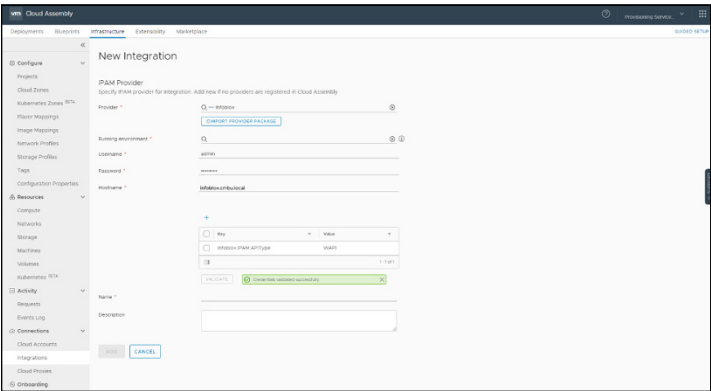 vm Cloud Assembly
Provisioning Service..
Deployments Blueprints Infrastructure Extensibility Marketplace
GUIDED SETUP
Configure
Projects
Cloud Zones
Kubernetes Zones BETA
Flavor Mappings
Image Mappings
Network Profiles
Storage Profiles
Tags
Configuration Properties
Resources
Compute
Networks
Storage
Machines
Volumes
Kubernetes BETA
Activity
Requests
Events Log
Connections
Cloud Accounts
Integrations
Cloud Proxies
Onboarding
New Integration
IPAM Provider
Specify IPAM provider for integration. Add new if no providers are registered in Cloud Assembly
Provider * Infoblox
IMPORT PROVIDER PACKAGE
Running environment *
Username * admin
Password * ••••••••
Hostname * infoblox.cmbu.local
+
Key Value
Infoblox IPAM APIType WAPI
1 - 1 of 1
VALIDATE Credentials validated successfully
Name *
Description
ADD CANCEL